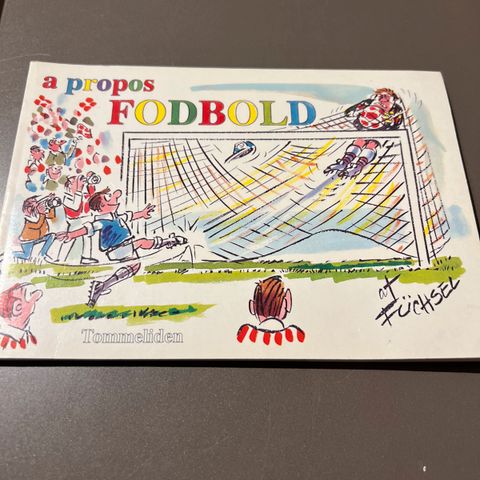 a propos
FODBOLD
af
FÜCHSEL
Tommeliden